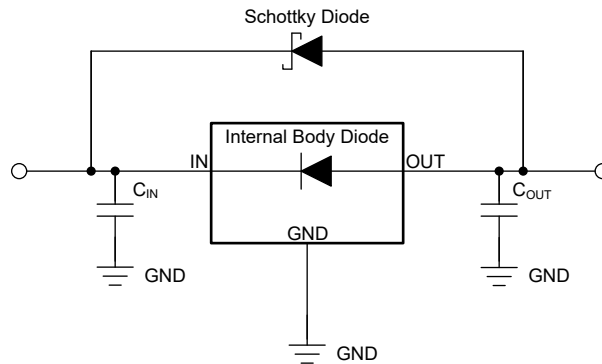 Schottky Diode
Internal Body Diode
IN
OUT
CIN
COUT
GND
GND
GND
GND